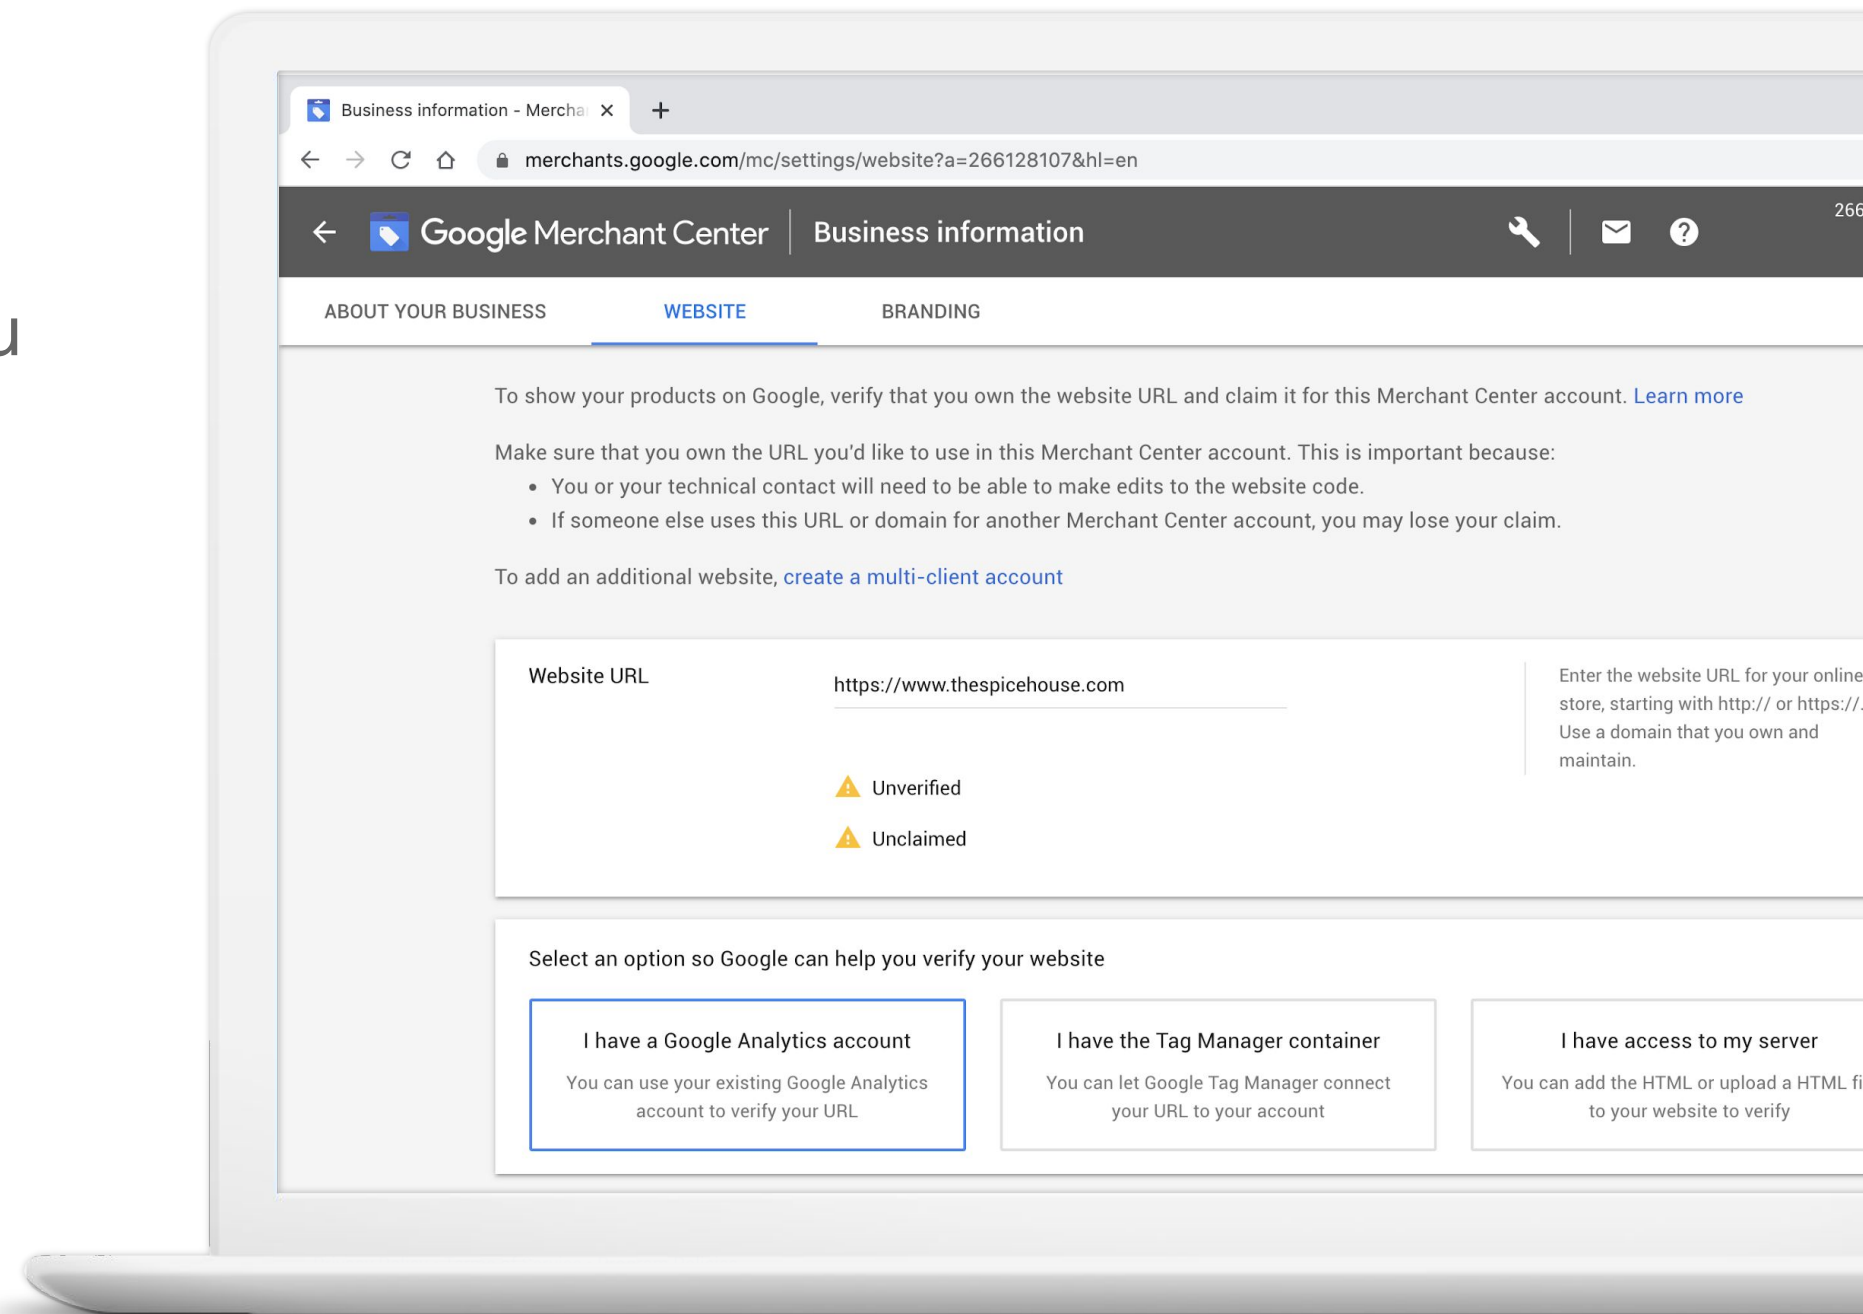 u
Business information - Mercha
merchants.google.com/mc/settings/website?a=266128107&hl=en
Google Merchant Center Business information 266
ABOUT YOUR BUSINESS WEBSITE BRANDING
To show your products on Google, verify that you own the website URL and claim it for this Merchant Center account. Learn more
Make sure that you own the URL you'd like to use in this Merchant Center account. This is important because:
• You or your technical contact will need to be able to make edits to the website code.
• If someone else uses this URL or domain for another Merchant Center account, you may lose your claim.
To add an additional website, create a multi-client account
Website URL
https://www.thespicehouse.com
Unverified
Unclaimed
Enter the website URL for your online
store, starting with http:// or https://.
Use a domain that you own and
maintain.
Select an option so Google can help you verify your website
I have a Google Analytics account
You can use your existing Google Analytics
account to verify your URL
I have the Tag Manager container
You can let Google Tag Manager connect
your URL to your account
I have access to my server
You can add the HTML or upload a HTML fi
to your website to verify